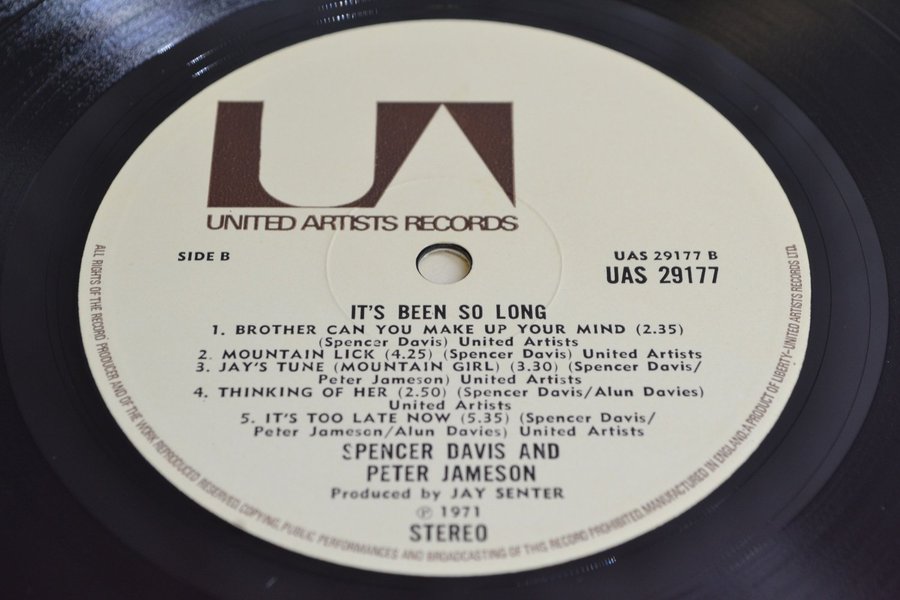 UA
UNITED ARTISTS RECORDS
SIDE B
UAS 29177 B
UAS 29177
IT'S BEEN SO LONG
1. BROTHER CAN YOU MAKE UP YOUR MIND (2.35)
(Spencer Davis) United Artists
2. MOUNTAIN LICK (4.25) (Spencer Davis) United Artists
3. JAY'S TUNE (MOUNTAIN GIRL) (3.30) (Spencer Davis/
Peter Jameson) United Artists
4. THINKING OF HER (2.50) (Spencer Davis/Alun Davies)
United Artists
5. IT'S TOO LATE NOW (5.35) (Spencer Davis/
Peter Jameson/Alun Davies) United Artists
SPENCER DAVIS AND
PETER JAMESON
Produced by JAY SENTER
℗ 1971
STEREO
ALL RIGHTS OF THE RECORD PRODUCER AND OF THE WORK REPRODUCED RESERVED. COPYING, PUBLIC PERFORMANCES AND BROADCASTING OF THIS RECORD PROHIBITED. MANUFACTURED IN ENGLAND. A PRODUCT OF LIBERTY-UNITED ARTISTS RECORDS LTD.